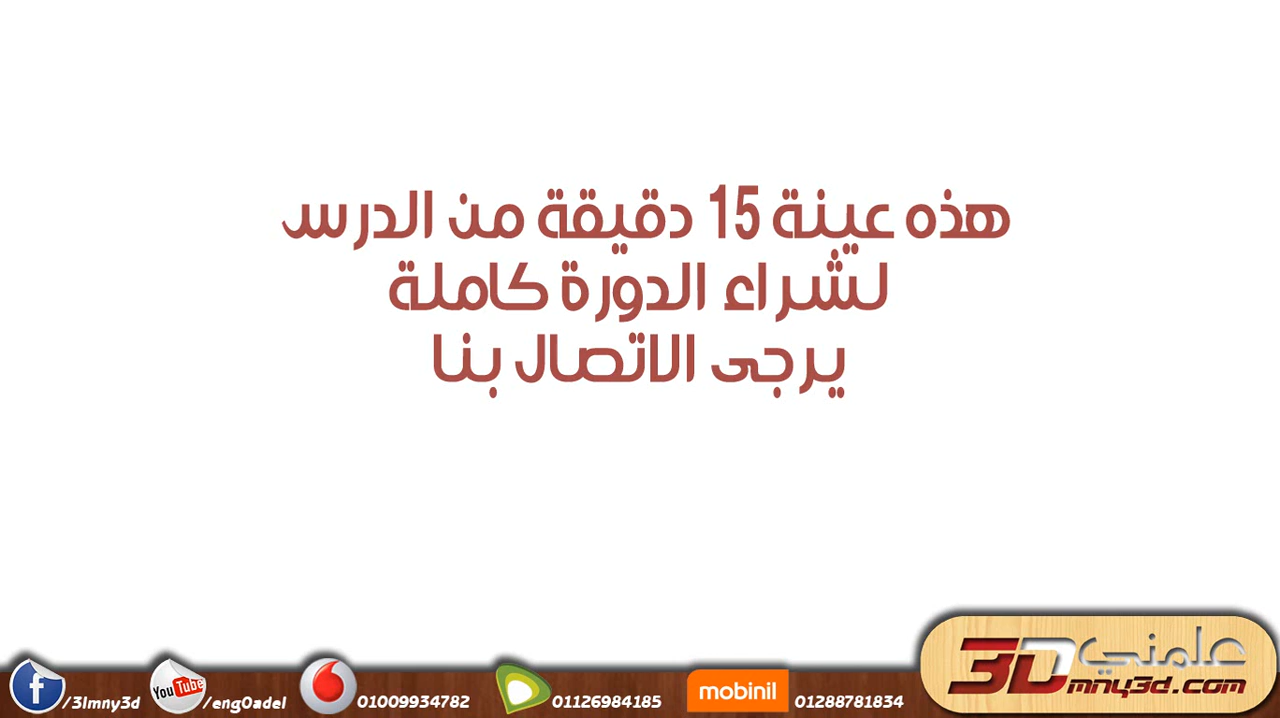 هذه عينة 15 دقيقة من الدرس
لشراء الدورة كاملة
يرجى الاتصال بنا
علمني
3Dmny3d.com
/3lmny3d
You Tube
/eng0adel
01009934782
01126984185
mobinil
01288781834